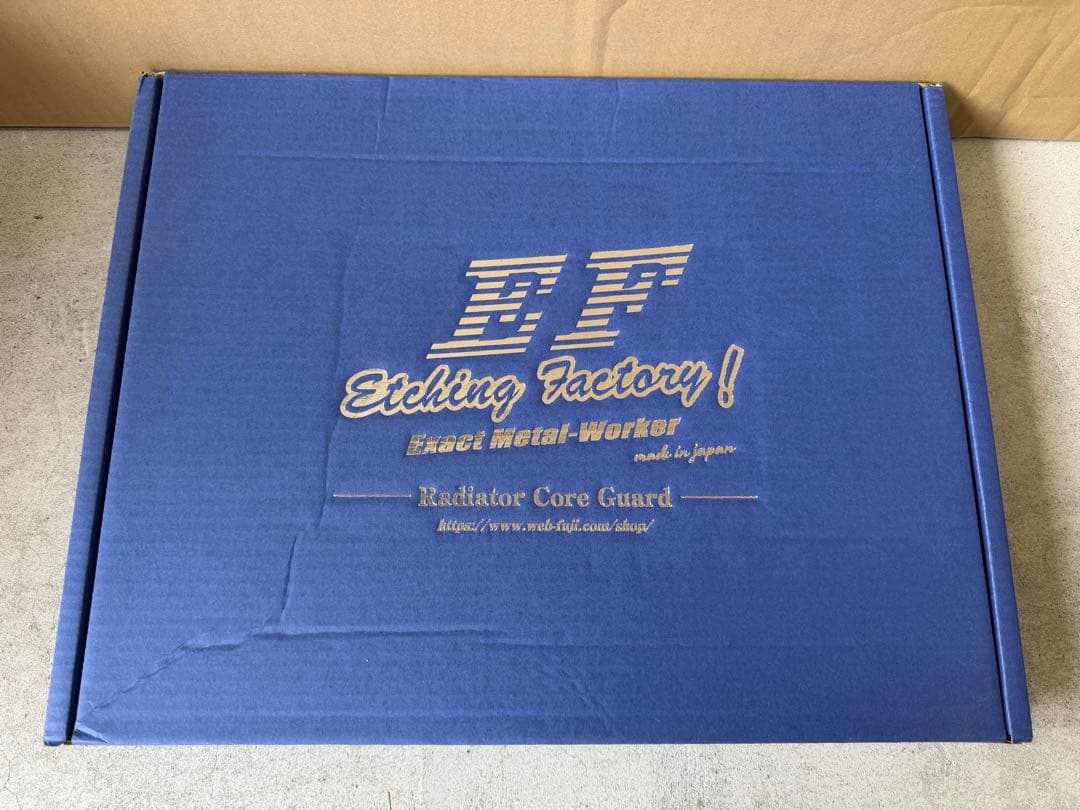 EF
Etching Factory!
Exact Metal-Worker
made in japan
Radiator Core Guard
https://www.web-fuji.com/shop/